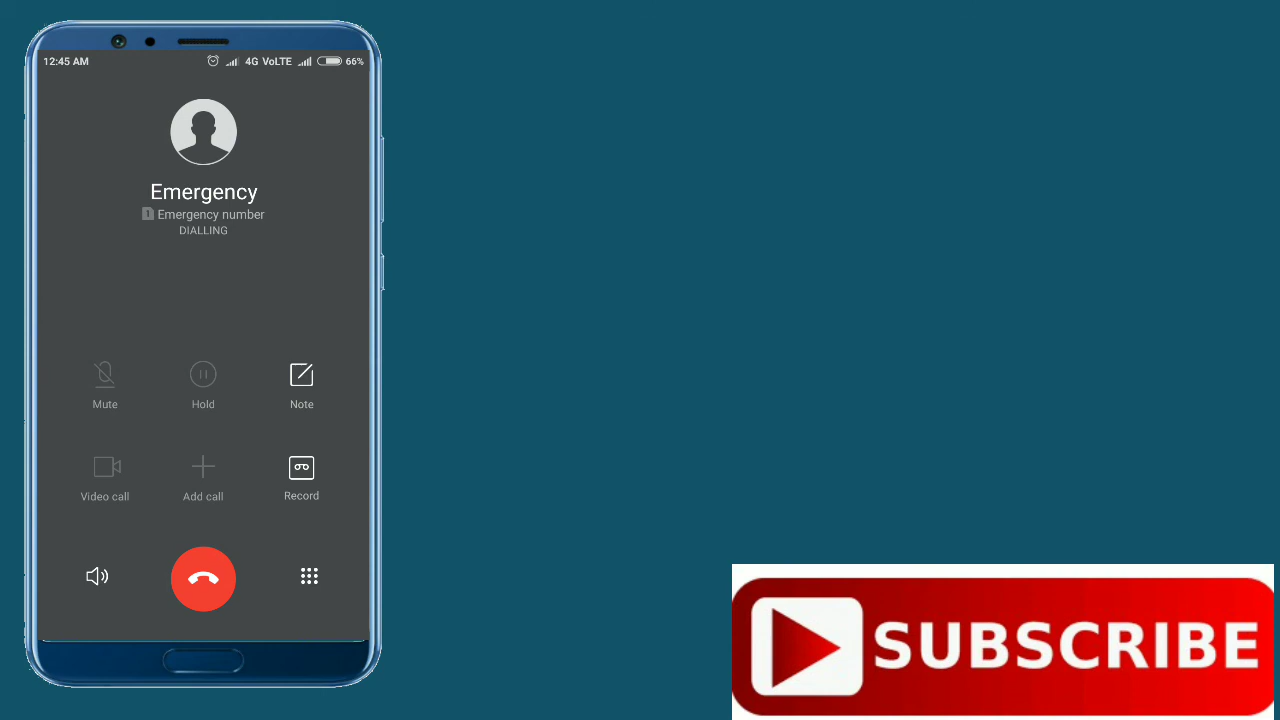 12:45 AM 4G VoLTE 66%
Emergency
1 Emergency number
DIALLING
Mute Hold Note
Video call Add call Record
SUBSCRIBE